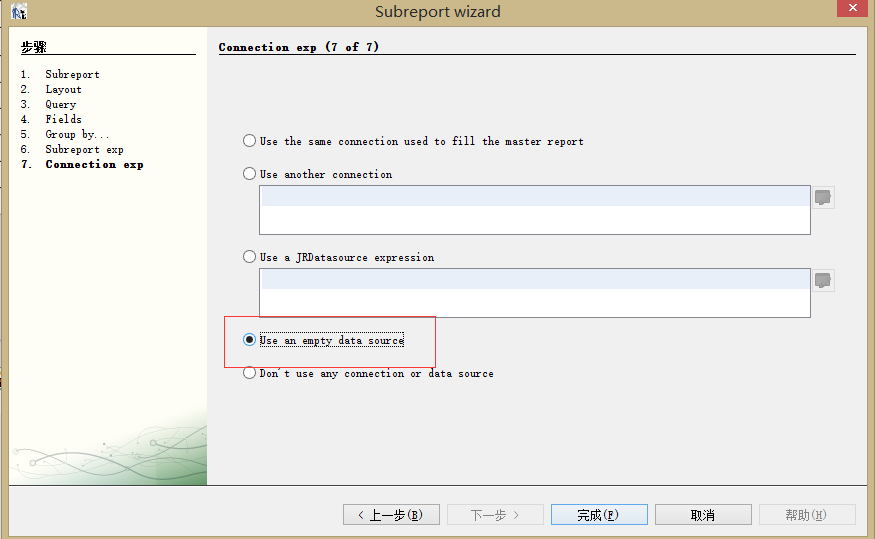 Subreport wizard
步骤
1. Subreport
2. Layout
3. Query
4. Fields
5. Group by...
6. Subreport exp
7. Connection exp
Connection exp (7 of 7)
Use the same connection used to fill the master report
Use another connection
Use a JRDatasource expression
Use an empty data source
Don't use any connection or data source
< 上一步(B)
下一步 >
完成(F)
取消
帮助(H)